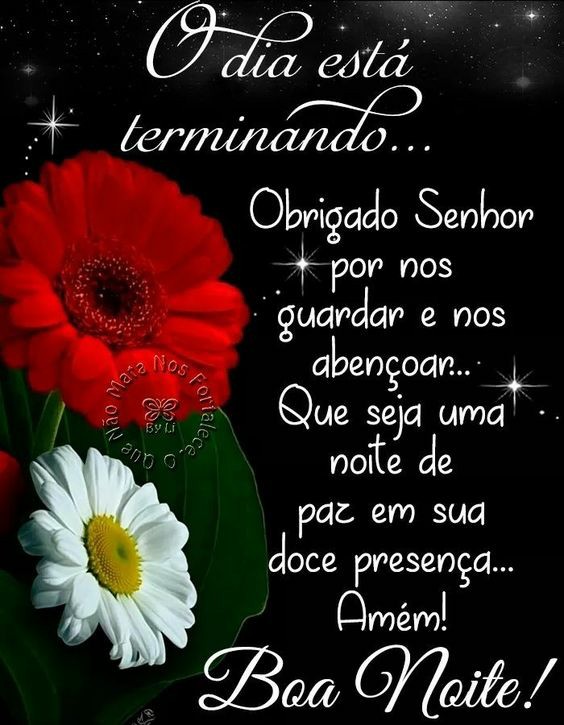 O dia está
terminando...
Obrigado Senhor
por nos
guardar e nos
abençoar...
Que seja uma
noite de
paz em sua
doce presença...
Amém!
Boa Noite!
O Que Não Mata Nos Fortalece.
By Li